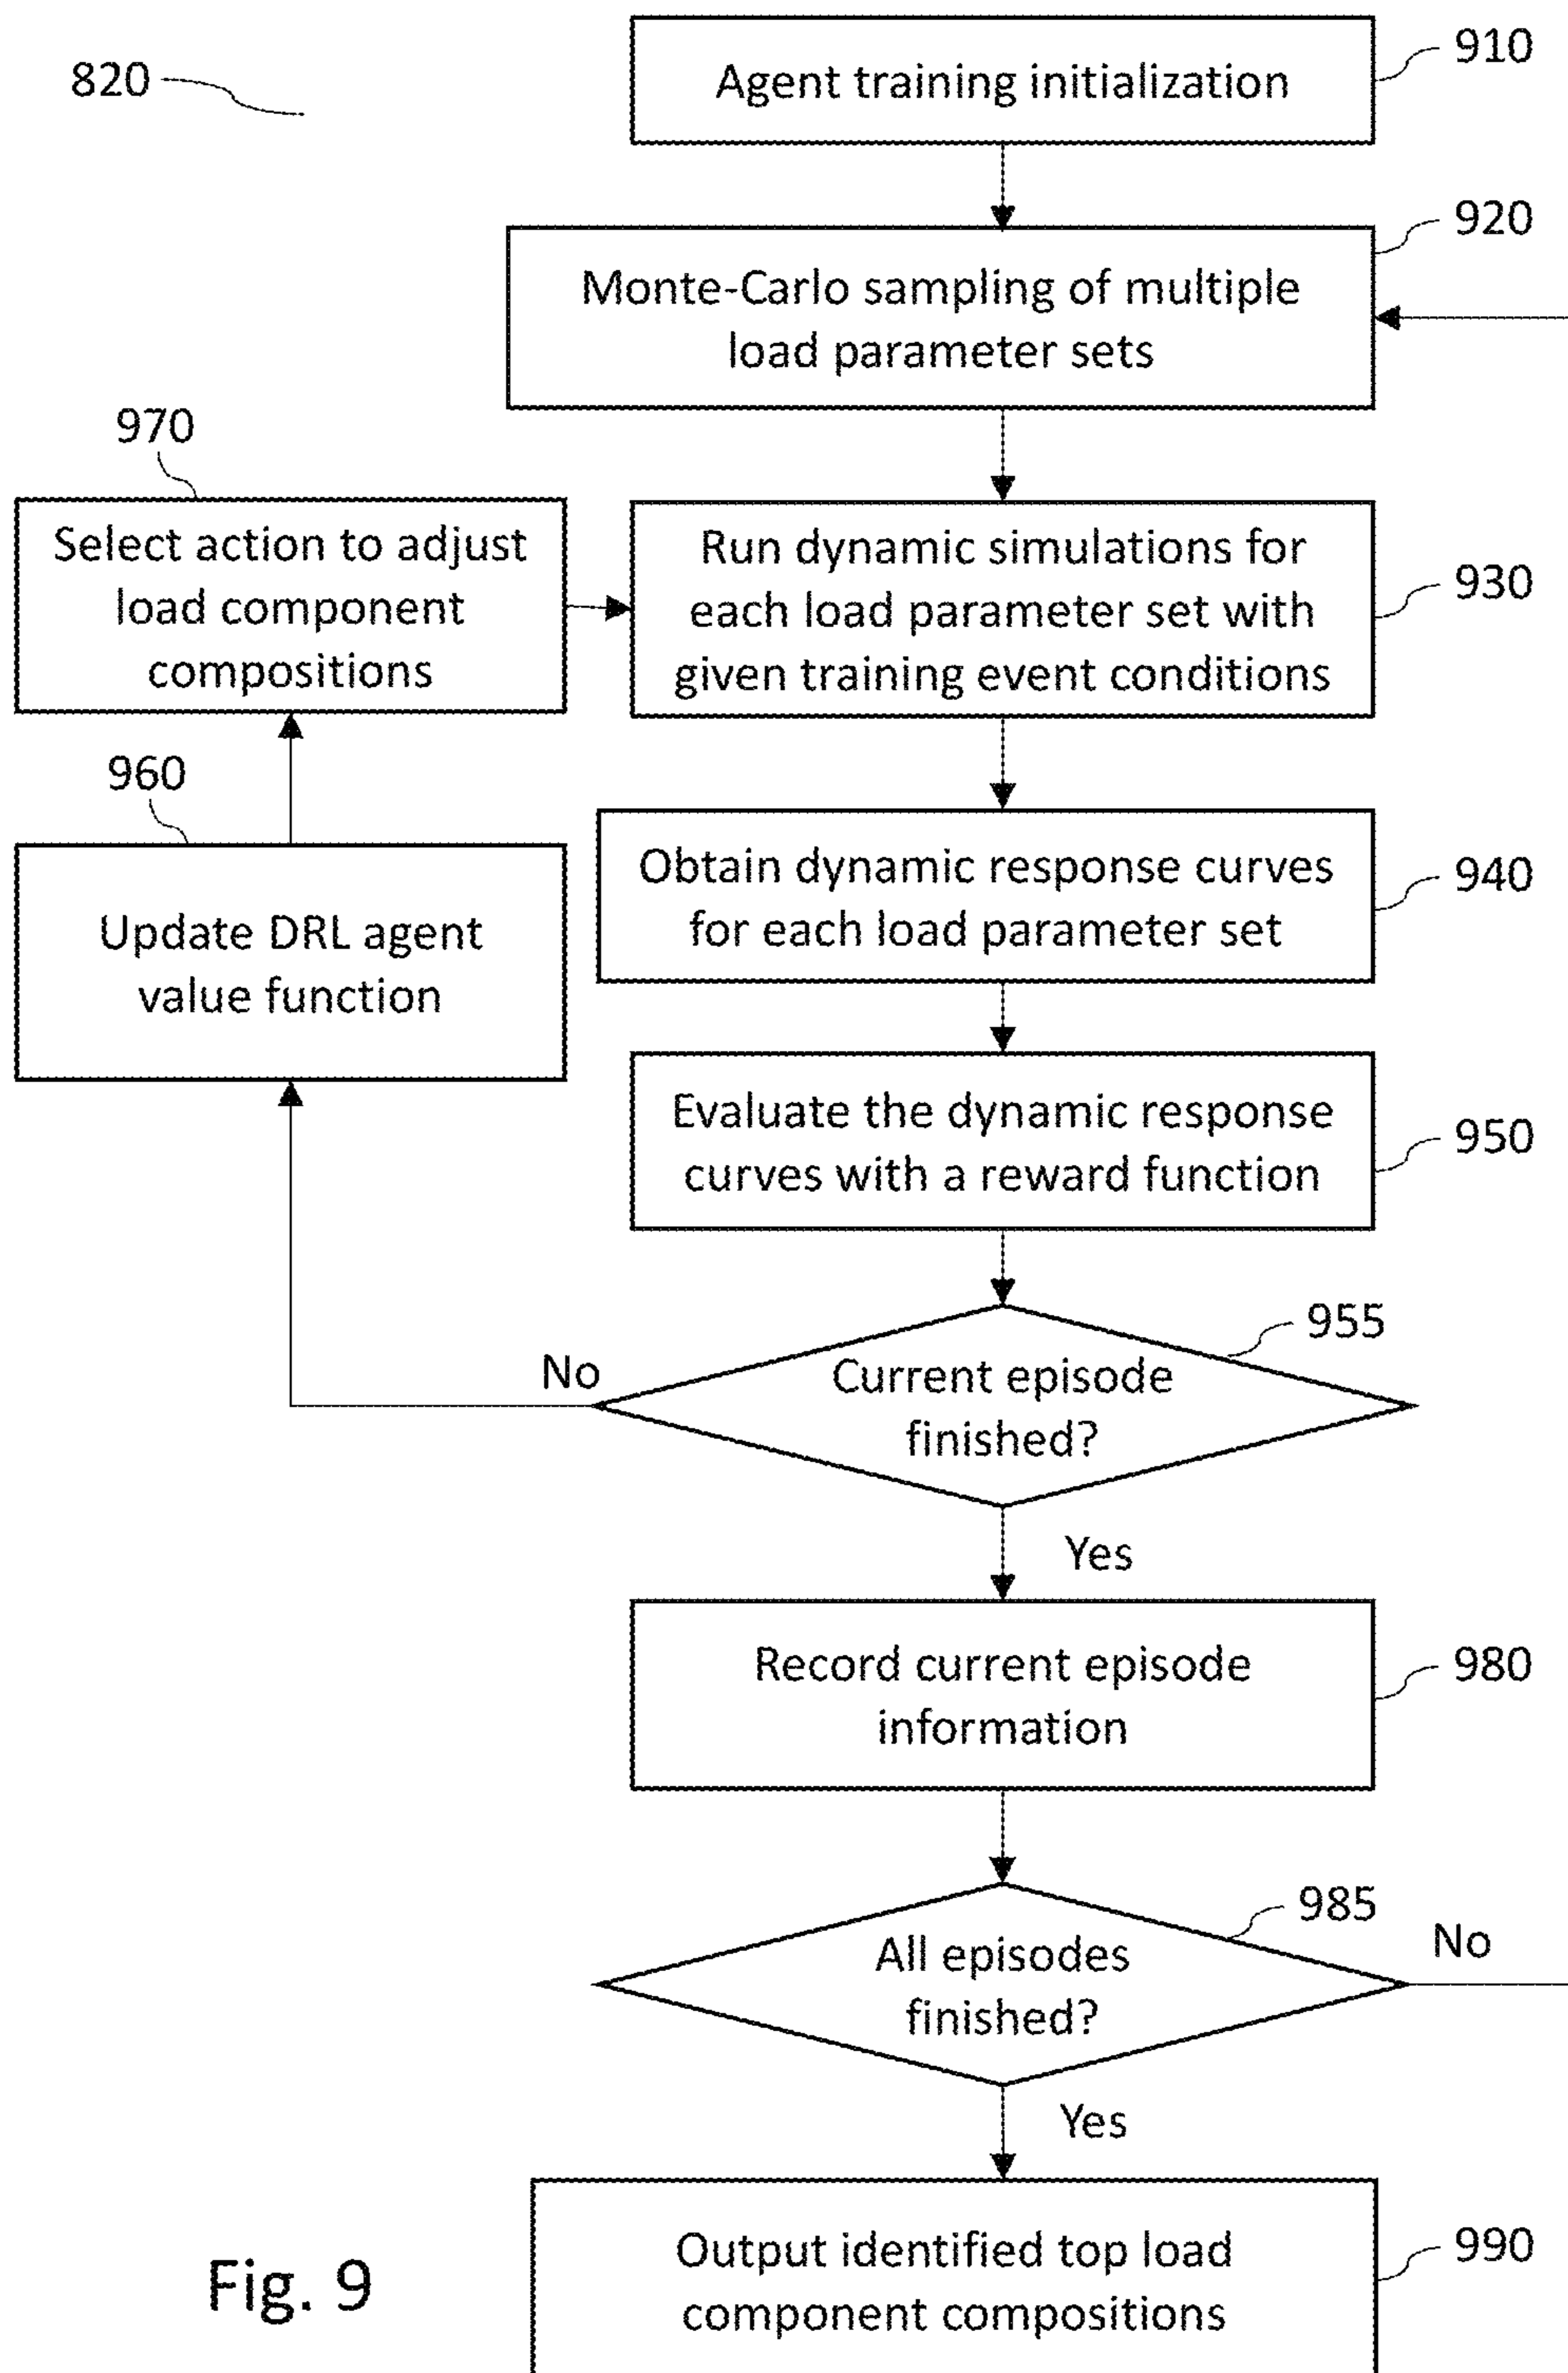 820
Agent training initialization
910
Monte-Carlo sampling of multiple
load parameter sets
920
970
Select action to adjust
load component
compositions
Run dynamic simulations for
each load parameter set with
given training event conditions
930
960
Update DRL agent
value function
Obtain dynamic response curves
for each load parameter set
940
Evaluate the dynamic response
curves with a reward function
950
955
No
Current episode
finished?
Yes
Record current episode
information
980
985
All episodes
finished?
No
Yes
Output identified top load
component compositions
990
Fig. 9